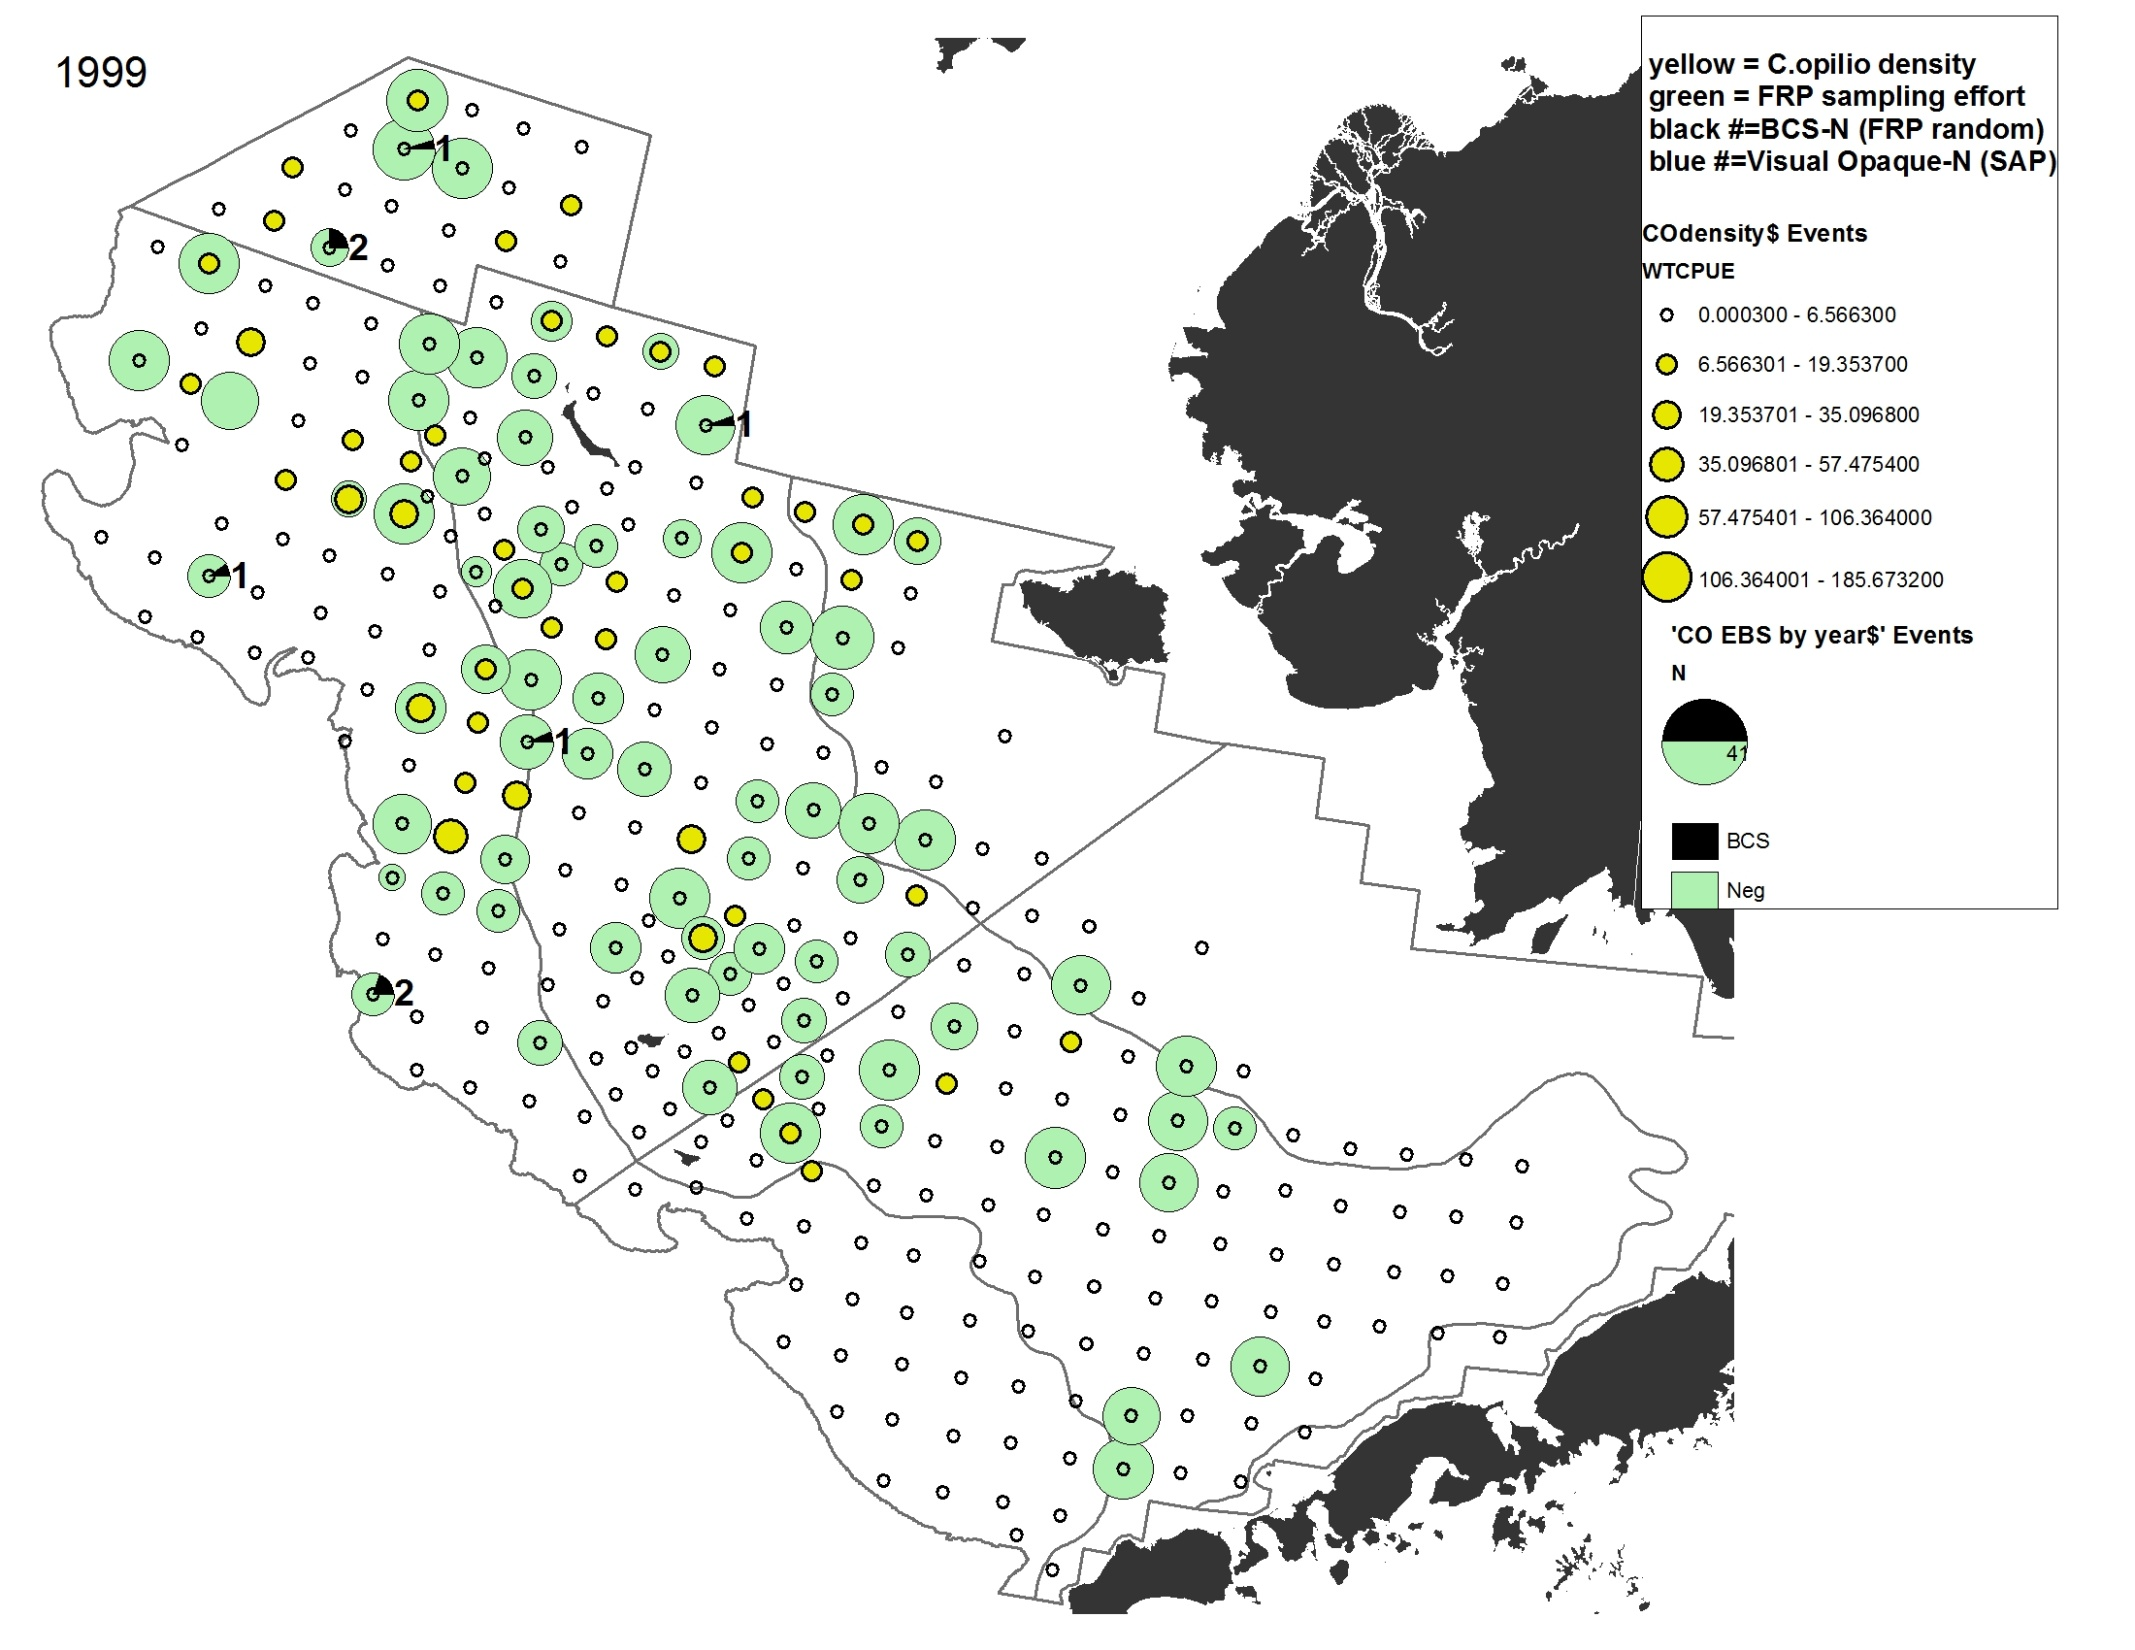 1999
yellow = C.opilio density
green = FRP sampling effort
black #=BCS-N (FRP random)
blue #=Visual Opaque-N (SAP)
COdensity$ Events
WTCPUE
0.000300 - 6.566300
6.566301 - 19.353700
19.353701 - 35.096800
35.096801 - 57.475400
57.475401 - 106.364000
106.364001 - 185.673200
'CO EBS by year$' Events
N
41
BCS
Neg
1
2
1
1
1
2